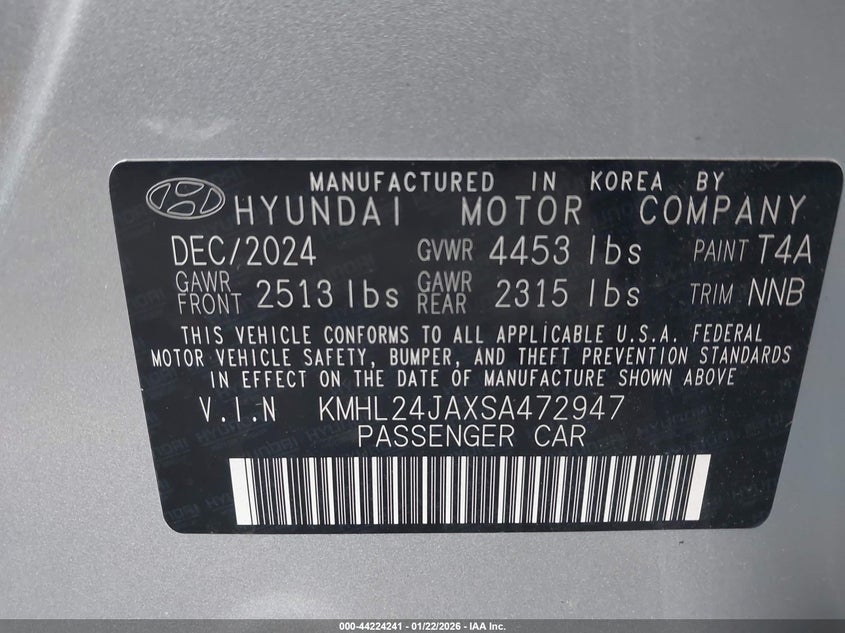 MANUFACTURED IN KOREA BY
HYUNDAI MOTOR COMPANY
DEC/2024 GVWR 4453 lbs PAINT T4A
GAWR FRONT 2513 lbs GAWR REAR 2315 lbs TRIM NNB
THIS VEHICLE CONFORMS TO ALL APPLICABLE U.S.A. FEDERAL
MOTOR VEHICLE SAFETY, BUMPER, AND THEFT PREVENTION STANDARDS
IN EFFECT ON THE DATE OF MANUFACTURE SHOWN ABOVE
V.I.N KMHL24JAXSA472947
PASSENGER CAR
000-44224241 - 01/22/2026 - IAA Inc.